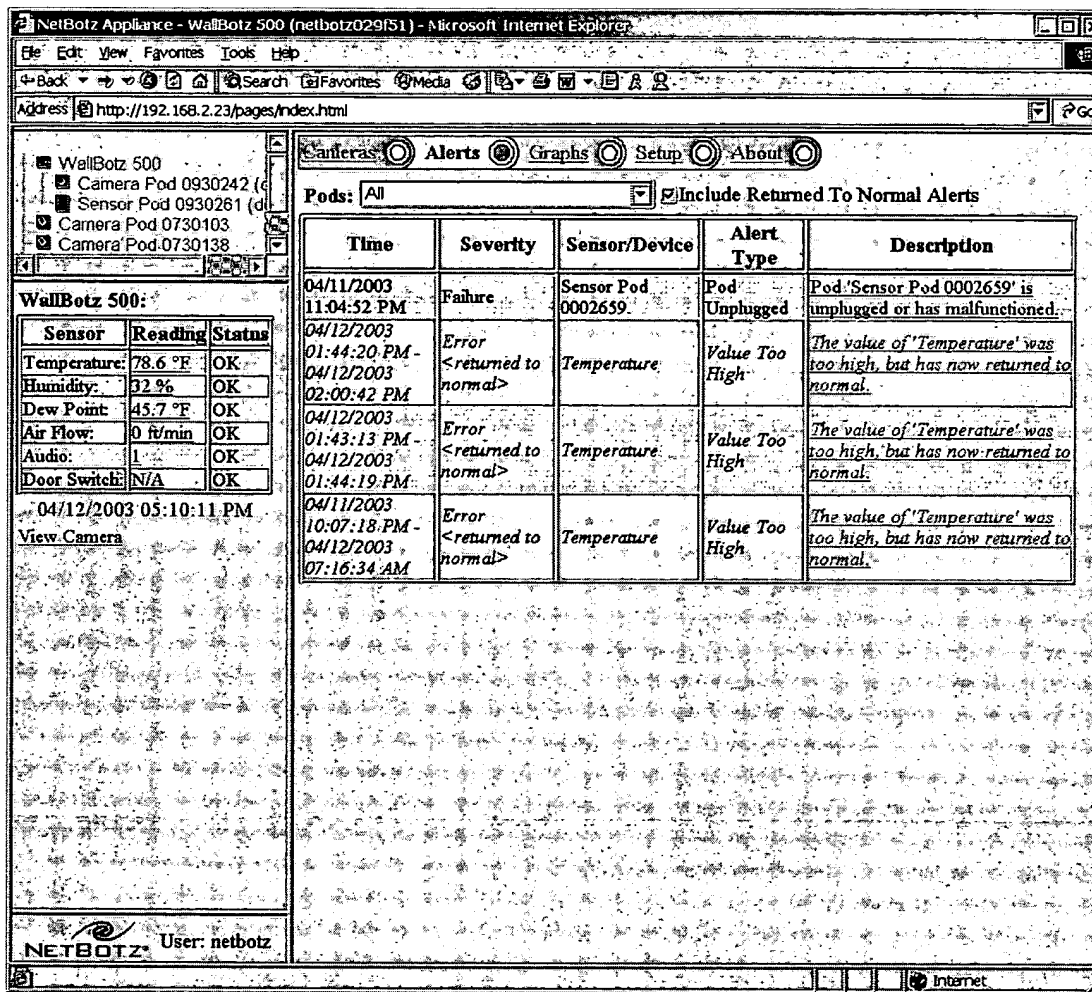 NetBotz Appliance - WallBotz 500 (netbotz029f51) - Microsoft Internet Explorer
File Edit View Favorites Tools Help
Back Search Favorites Media
Address http://192.168.2.23/pages/index.html Go
WallBotz 500
Camera Pod 0930242 (d
Sensor Pod 0930261 (d
Camera Pod 0730103
Camera Pod 0730138
WallBotz 500:
Sensor Reading Status
Temperature: 78.6 °F OK
Humidity: 32 % OK
Dew Point: 45.7 °F OK
Air Flow: 0 ft/min OK
Audio: 1 OK
Door Switch: N/A OK
04/12/2003 05:10:11 PM
View Camera
NETBOTZ User: netbotz
Cameras Alerts Graphs Setup About
Pods: All Include Returned To Normal Alerts
Time Severity Sensor/Device Alert Type Description
04/11/2003 11:04:52 PM Failure Sensor Pod 0002659 Pod Unplugged Pod 'Sensor Pod 0002659' is unplugged or has malfunctioned.
04/12/2003 01:44:20 PM - 04/12/2003 02:00:42 PM Error <returned to normal> Temperature Value Too High The value of 'Temperature' was too high, but has now returned to normal.
04/12/2003 01:43:13 PM - 04/12/2003 01:44:19 PM Error <returned to normal> Temperature Value Too High The value of 'Temperature' was too high, but has now returned to normal.
04/11/2003 10:07:18 PM - 04/12/2003 07:16:34 AM Error <returned to normal> Temperature Value Too High The value of 'Temperature' was too high, but has now returned to normal.
Internet